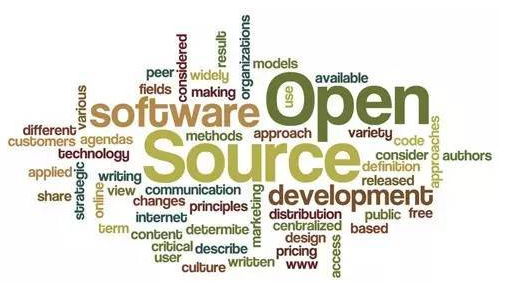 considered
result
organizations
peer
widely
models
fields
making
use
available
various
software
Open
different
customers
agendas
methods
approach
variety
code
approaches
technology
Source
consider
authors
definition
applied
strategic
writing
released
share
online
view
communication
development
changes
principles
marketing
internet
distribution
public
free
term
content
determite
centralized
based
critical
describe
design
access
user
pricing
culture
written
www